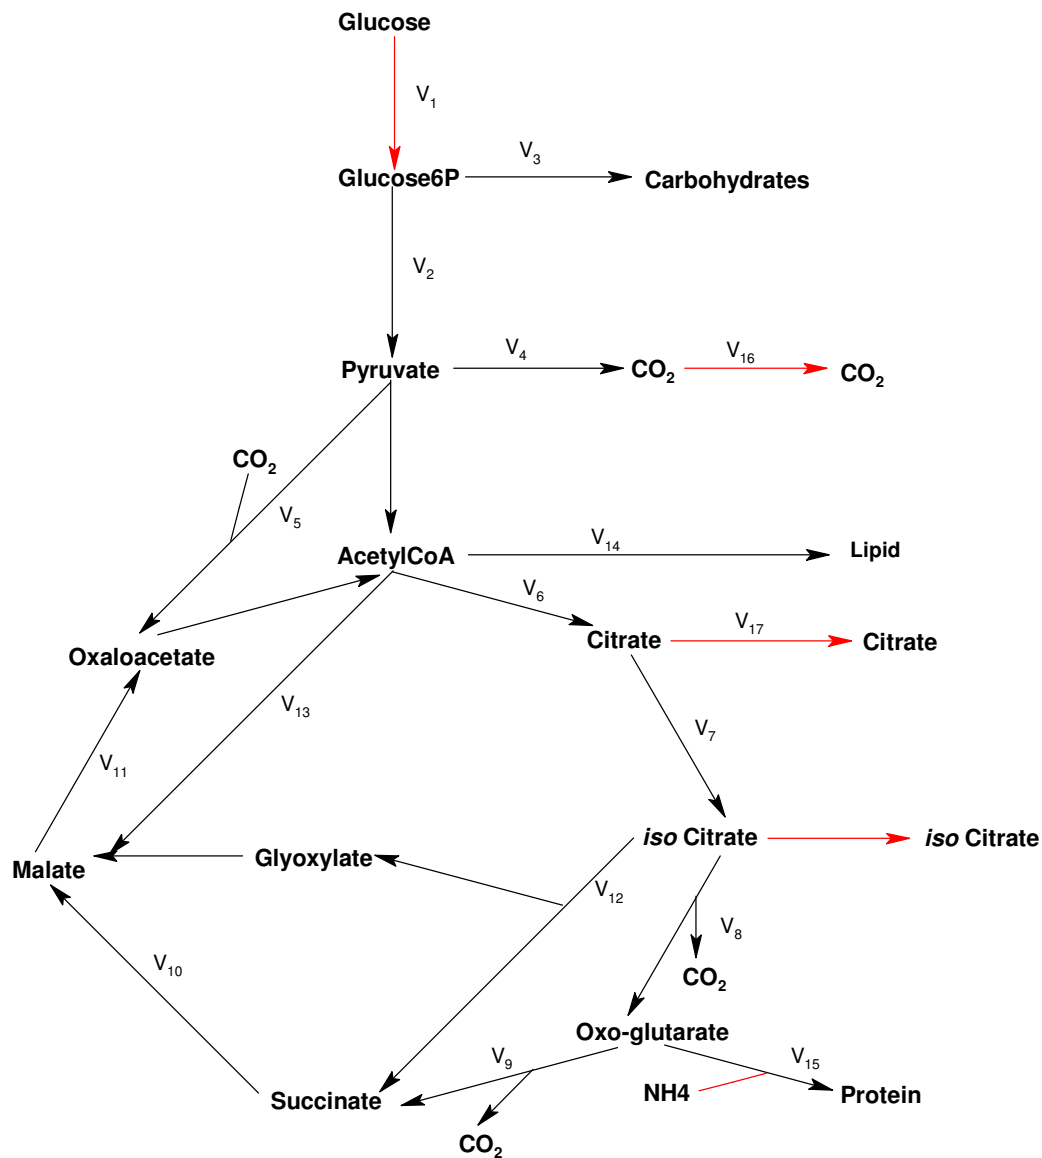 Glucose
V1
Glucose6P
V3
Carbohydrates
V2
Pyruvate
V4
CO2
V16
CO2
CO2
V5
AcetylCoA
V14
Lipid
V6
Oxaloacetate
Citrate
V17
Citrate
V13
V7
V11
iso Citrate
iso Citrate
Malate
Glyoxylate
V12
V8
V10
CO2
Oxo-glutarate
V9
V15
Succinate
NH4
Protein
CO2